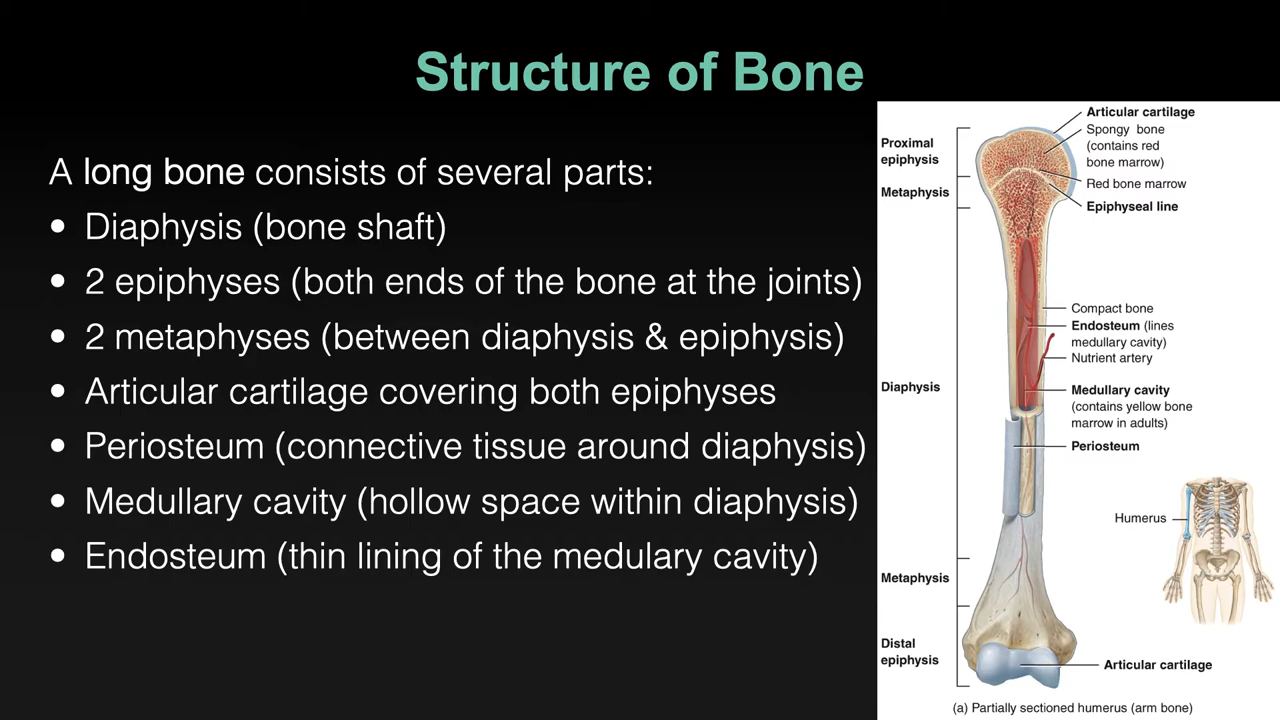 Structure of Bone
A long bone consists of several parts:
• Diaphysis (bone shaft)
• 2 epiphyses (both ends of the bone at the joints)
• 2 metaphyses (between diaphysis & epiphysis)
• Articular cartilage covering both epiphyses
• Periosteum (connective tissue around diaphysis)
• Medullary cavity (hollow space within diaphysis)
• Endosteum (thin lining of the medulary cavity)
Proximal
epiphysis
Metaphysis
Diaphysis
Metaphysis
Distal
epiphysis
Articular cartilage
Spongy bone
(contains red
bone marrow)
Red bone marrow
Epiphyseal line
Compact bone
Endosteum (lines
medullary cavity)
Nutrient artery
Medullary cavity
(contains yellow bone
marrow in adults)
Periosteum
Humerus
Articular cartilage
(a) Partially sectioned humerus (arm bone)